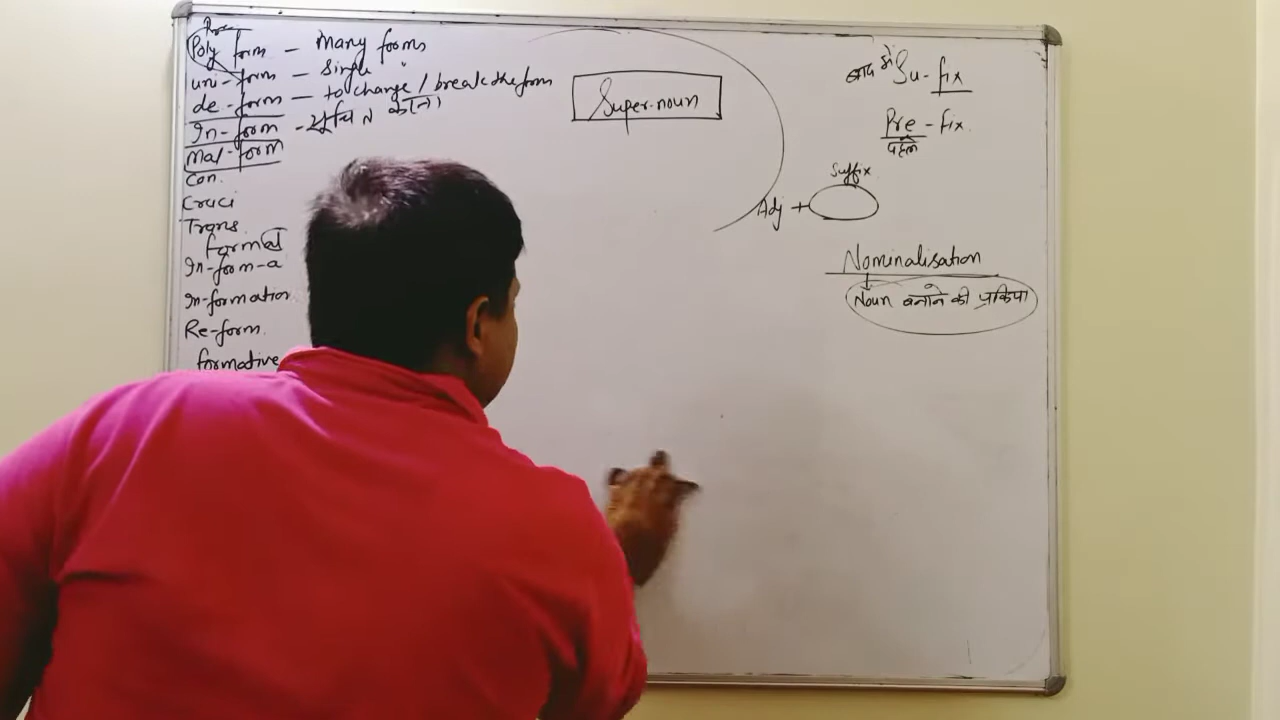 Poly form – Many forms
uni-form – Single "
de-form – to change / break the form
In-form - सूचित करना
Mal-form
Con.
Cruci
Trans
formal
In-form-a
In-formation
Re-form.
formative
Super-noun
बाद में Su-fix
Pre-fix.
पहले
Suffix.
Adj +
Nominalisation
Noun बनाने की प्रक्रिया